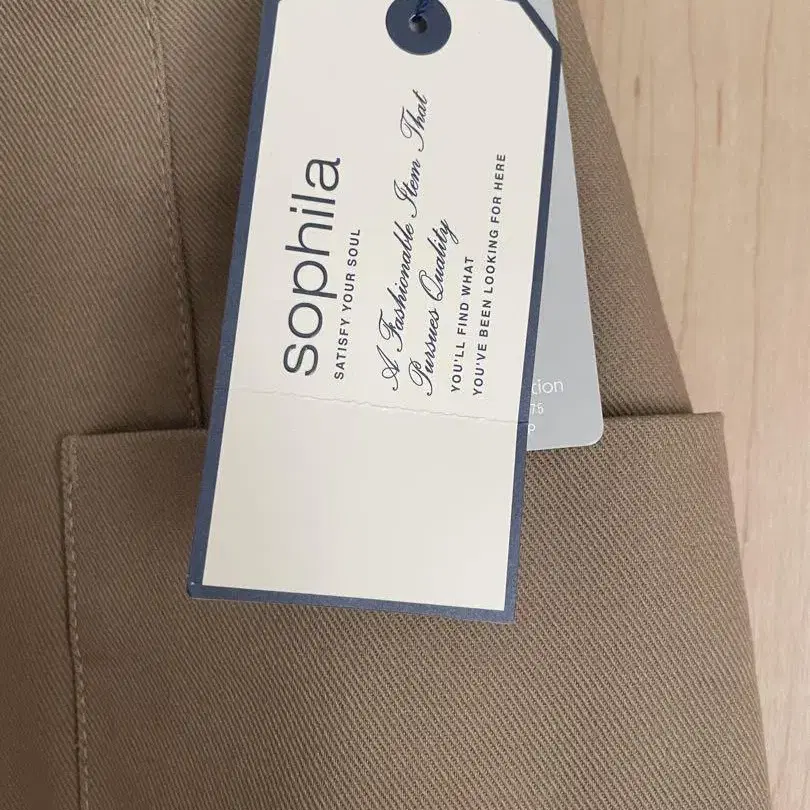 sophila
SATISFY YOUR SOUL
A Fashionable Item That
Pursues Quality
YOU'LL FIND WHAT
YOU'VE BEEN LOOKING FOR HERE